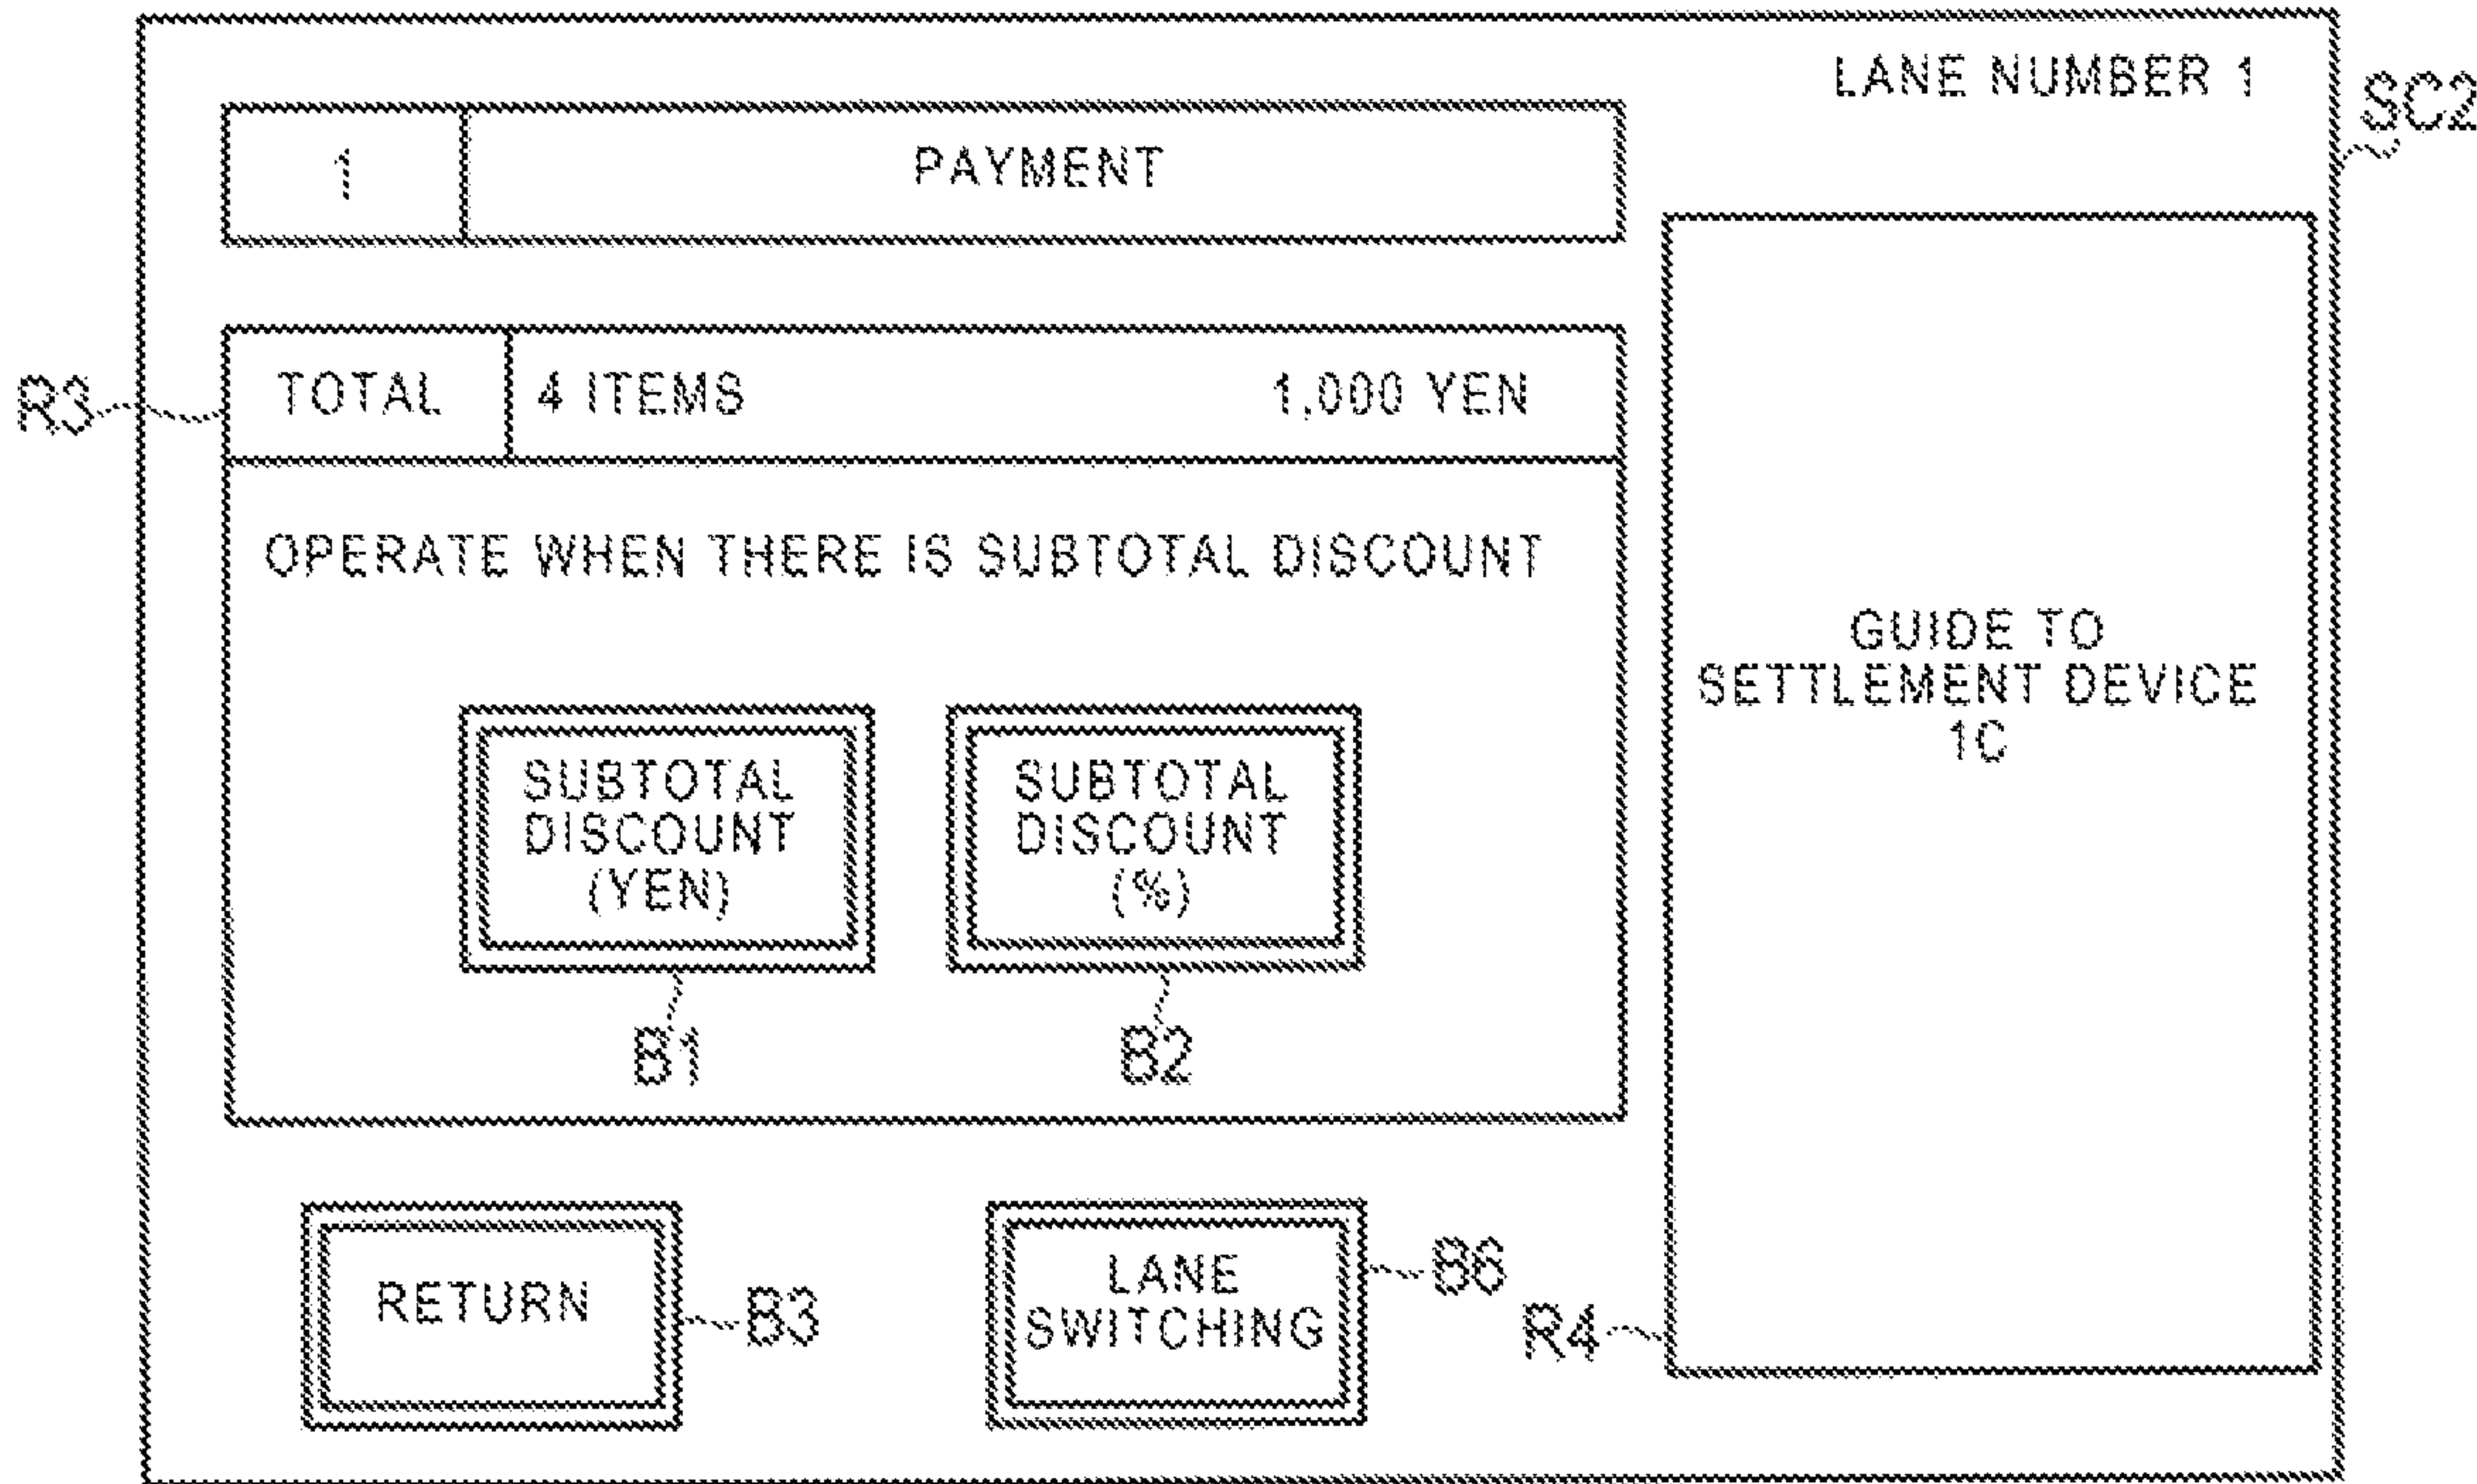 LANE NUMBER 1
SC2
1 PAYMENT
R3
TOTAL 4 ITEMS 1,000 YEN
OPERATE WHEN THERE IS SUBTOTAL DISCOUNT
GUIDE TO
SETTLEMENT DEVICE
1C
SUBTOTAL
DISCOUNT
(YEN)
SUBTOTAL
DISCOUNT
(%)
B1
B2
RETURN
B3
LANE
SWITCHING
B6
R4